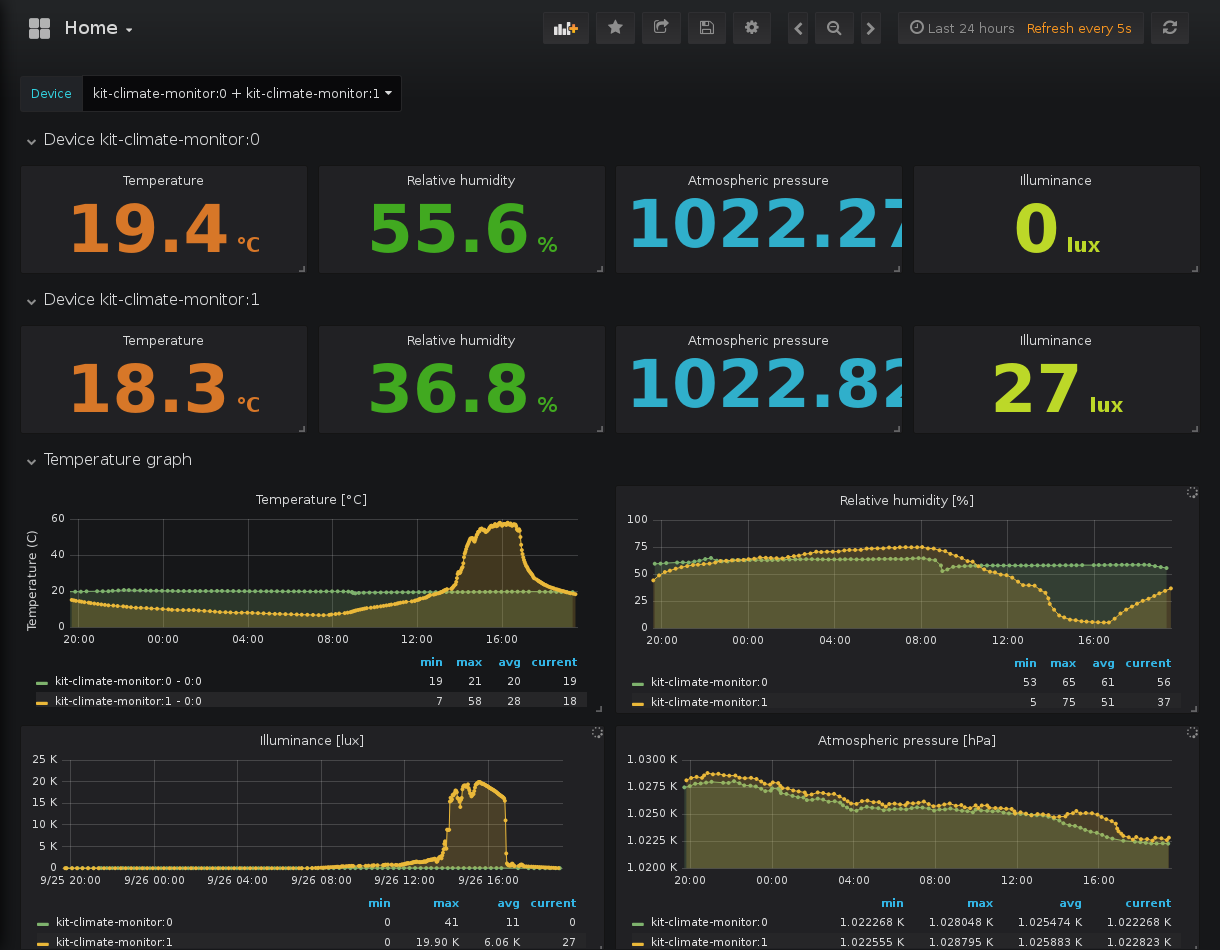 Home
Last 24 hours Refresh every 5s
Device kit-climate-monitor:0 + kit-climate-monitor:1
Device kit-climate-monitor:0
Temperature Relative humidity Atmospheric pressure Illuminance
19.4 °C 55.6 % 1022.27 0 lux
Device kit-climate-monitor:1
Temperature Relative humidity Atmospheric pressure Illuminance
18.3 °C 36.8 % 1022.82 27 lux
Temperature graph
Temperature [°C]
Temperature (C)
60
40
20
0
20:00 00:00 04:00 08:00 12:00 16:00
min max avg current
kit-climate-monitor:0 - 0:0 19 21 20 19
kit-climate-monitor:1 - 0:0 7 58 28 18
Relative humidity [%]
100
75
50
25
0
20:00 00:00 04:00 08:00 12:00 16:00
min max avg current
kit-climate-monitor:0 53 65 61 56
kit-climate-monitor:1 5 75 51 37
Illuminance [lux]
25 K
20 K
15 K
10 K
5 K
0
9/25 20:00 9/26 00:00 9/26 04:00 9/26 08:00 9/26 12:00 9/26 16:00
min max avg current
kit-climate-monitor:0 0 41 11 0
kit-climate-monitor:1 0 19.90 K 6.06 K 27
Atmospheric pressure [hPa]
1.0300 K
1.0275 K
1.0250 K
1.0225 K
1.0200 K
20:00 00:00 04:00 08:00 12:00 16:00
min max avg current
kit-climate-monitor:0 1.022268 K 1.028048 K 1.025474 K 1.022268 K
kit-climate-monitor:1 1.022555 K 1.028795 K 1.025883 K 1.022823 K